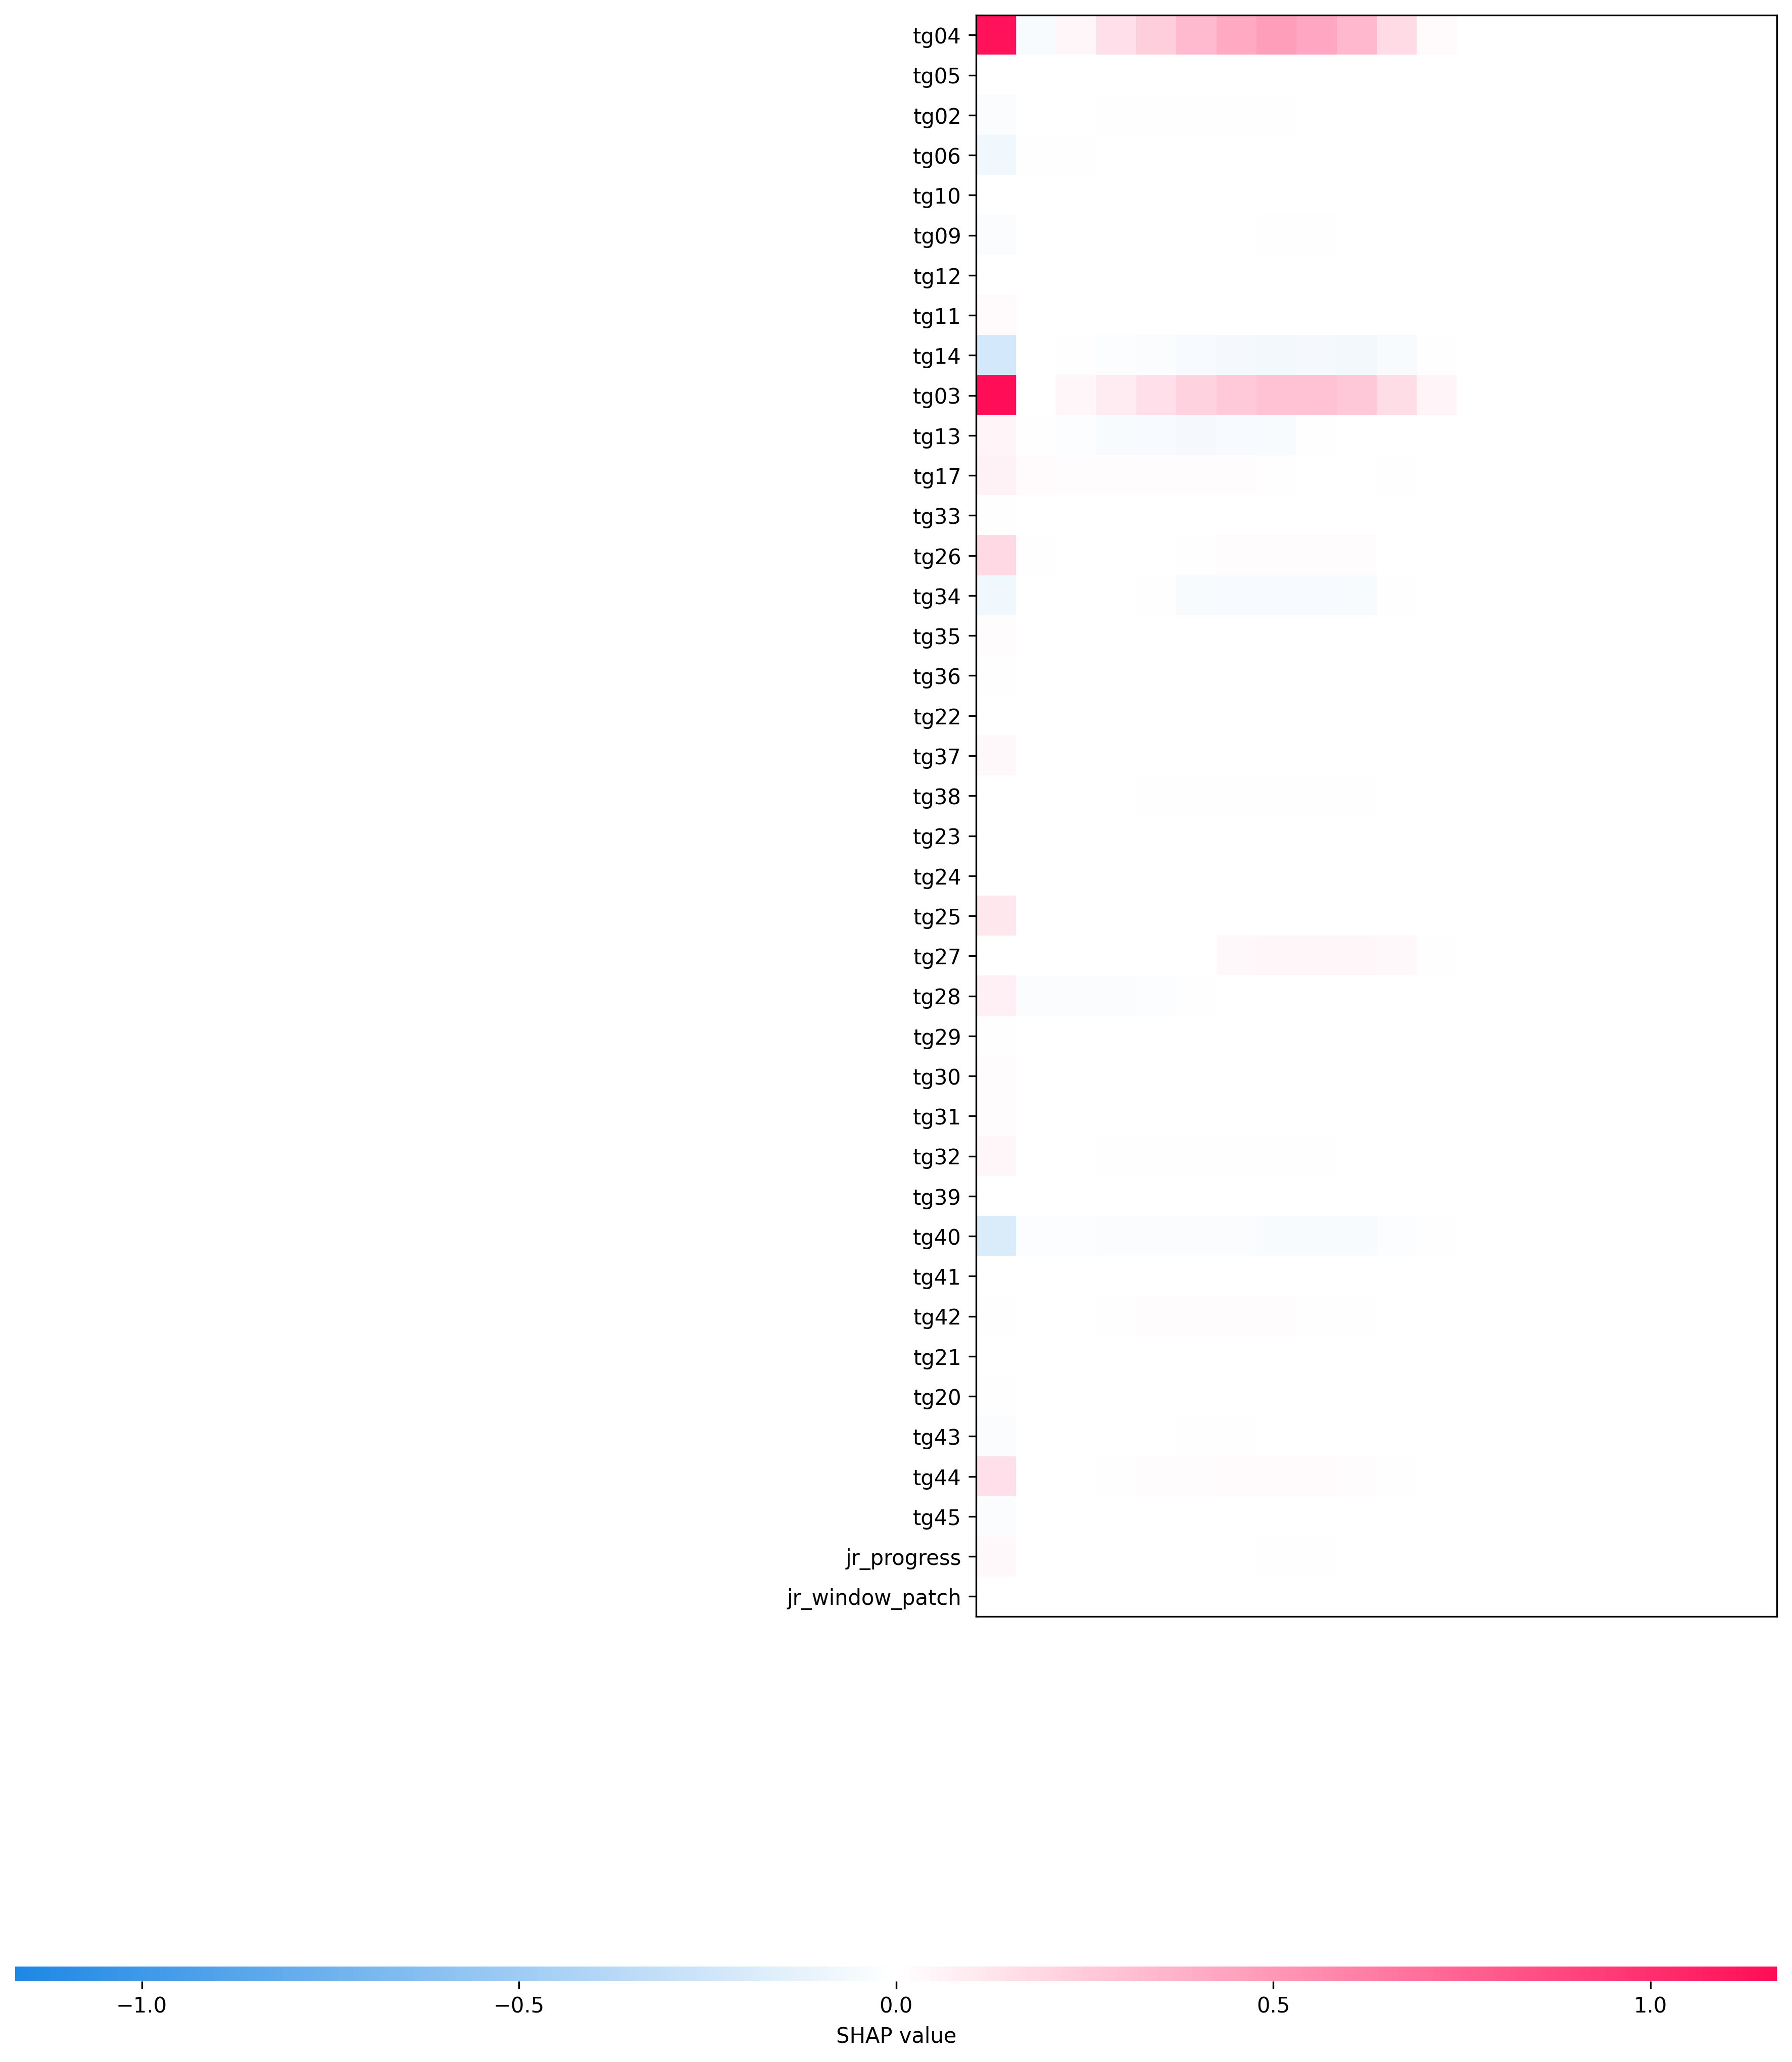 tg04
tg05
tg02
tg06
tg10
tg09
tg12
tg11
tg14
tg03
tg13
tg17
tg33
tg26
tg34
tg35
tg36
tg22
tg37
tg38
tg23
tg24
tg25
tg27
tg28
tg29
tg30
tg31
tg32
tg39
tg40
tg41
tg42
tg21
tg20
tg43
tg44
tg45
jr_progress
jr_window_patch
−1.0 −0.5 0.0 0.5 1.0
SHAP value